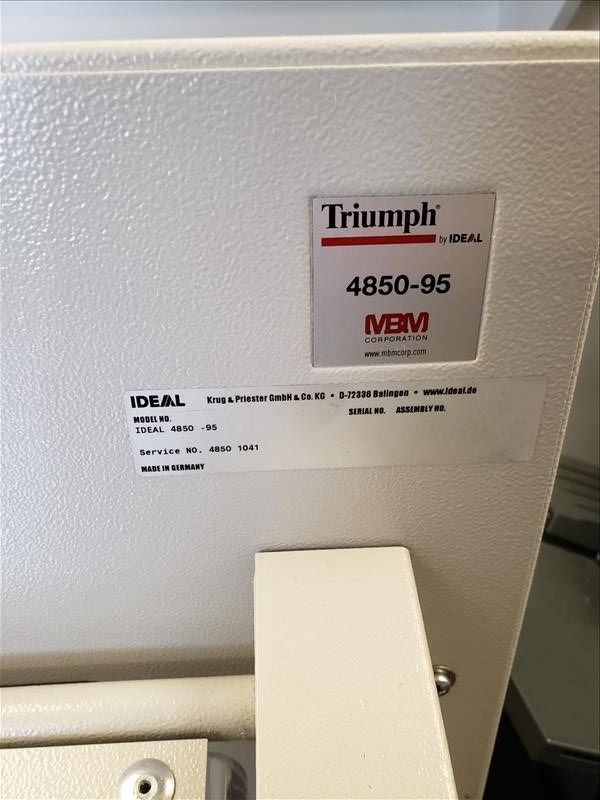 Triumph®
by IDEAL
4850-95
MBM
CORPORATION
www.mbmcorp.com
IDEAL Krug & Priester GmbH & Co. KG • D-72336 Balingen • www.ideal.de
MODEL NO. SERIAL NO. ASSEMBLY NO.
IDEAL 4850 -95
Service NO. 4850 1041
MADE IN GERMANY